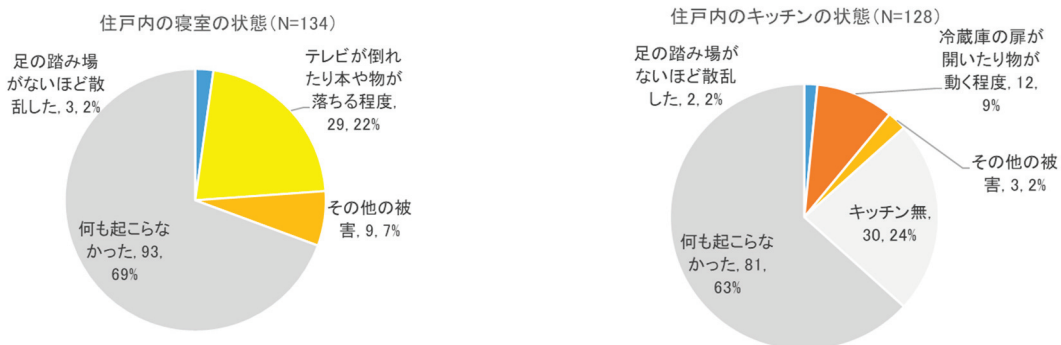 住戸内の寝室の状態(N=134)
足の踏み場
がないほど散
乱した, 3, 2%
テレビが倒れ
たり本や物が
落ちる程度,
29, 22%
その他の被
害, 9, 7%
何も起こらな
かった, 93,
69%
住戸内のキッチンの状態(N=128)
足の踏み場が
ないほど散乱
した, 2, 2%
冷蔵庫の扉が
開いたり物が
動く程度, 12,
9%
その他の被
害, 3, 2%
キッチン無,
30, 24%
何も起こらな
かった, 81,
63%